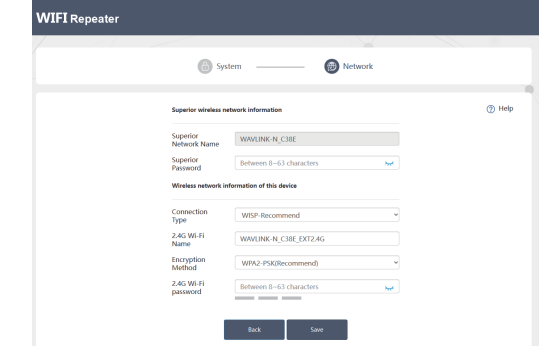 WIFI Repeater
System
Network
Help
Superior wireless network information
Superior
Network Name
WAVLINK-N_C38E
Superior
Password
Between 8~63 characters
Wireless network information of this device
Connection
Type
WISP-Recommend
2.4G Wi-Fi
Name
WAVLINK-N_C38E_EXT2.4G
Encryption
Method
WPA2-PSK(Recommend)
2.4G Wi-Fi
password
Between 8~63 characters
Back
Save